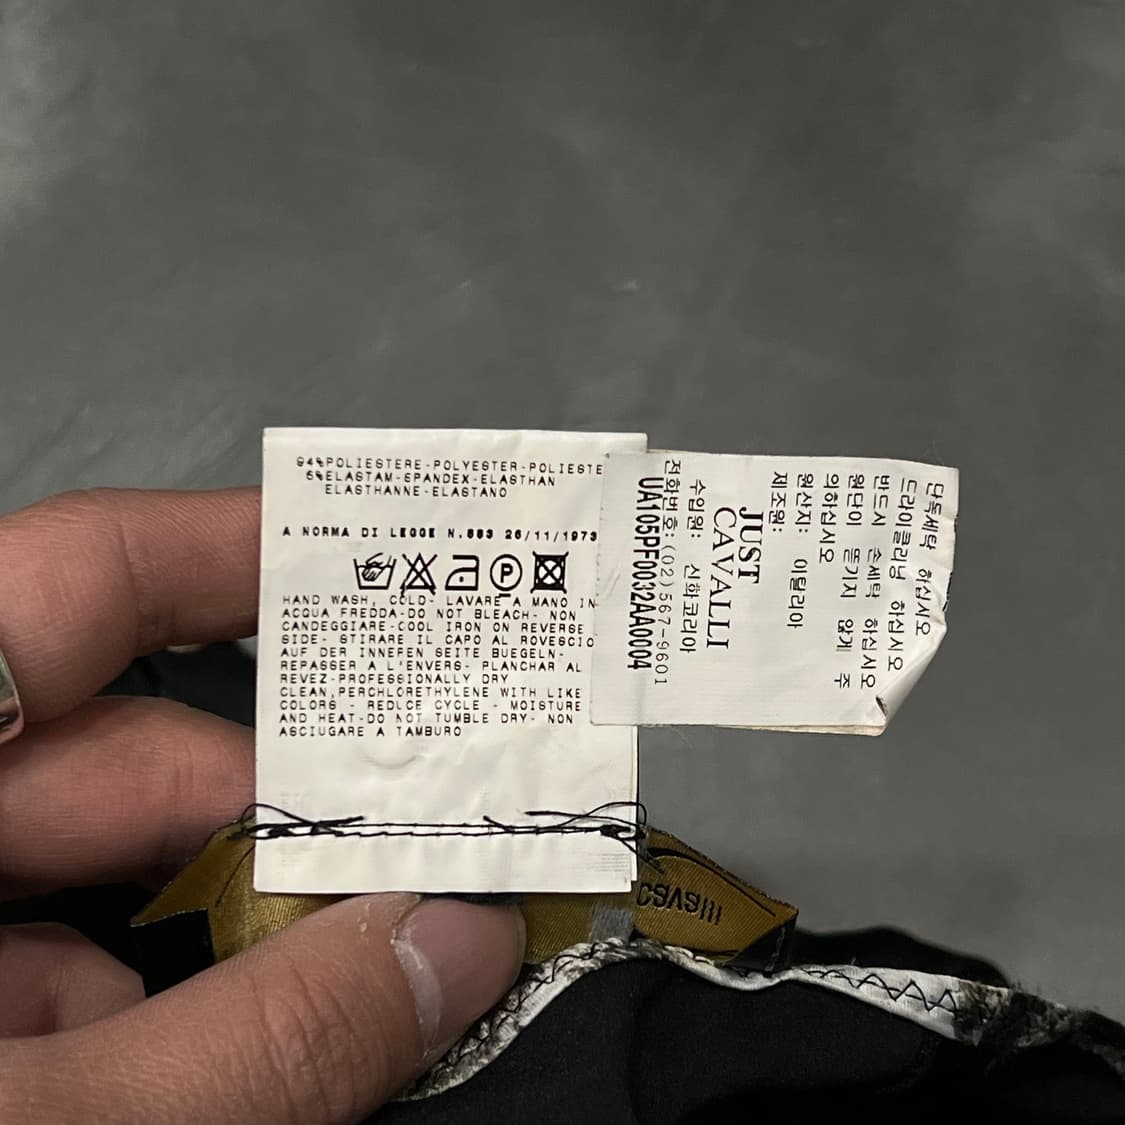 94%POLIESTERE-POLYESTER-POLIESTE
6%ELASTAM-SPANDEX-ELASTHAN
ELASTHANNE-ELASTANO
A NORMA DI LEGGE N.883 26/11/1973
P
HAND WASH, COLD- LAVARE A MANO IN
ACQUA FREDDA-DO NOT BLEACH- NON
CANDEGGIARE-COOL IRON ON REVERSE
SIDE- STIRARE IL CAPO AL ROVESCIO
AUF DER INNEFEN SEITE BUEGELN-
REPASSER A L'ENVERS- PLANCHAR AL
REVEZ-PROFESSIONALLY DRY
CLEAN,PERCHLORETHYLENE WITH LIKE
COLORS - REDLCE CYCLE - MOISTURE
AND HEAT-DO NOT TUMBLE DRY- NON
ASCIUGARE A TAMBURO
단독세탁 하십시오
드라이클리닝 하십시오
반드시 손세탁 하십시오
원단이 뜯기지 않게 주
의하십시오
원산지: 이탈리아
제조원:
JUST
CAVALLI
수입원: 신화코리아
전화번호:(02)567-9601
UA105PF0032AA0004
cavalli